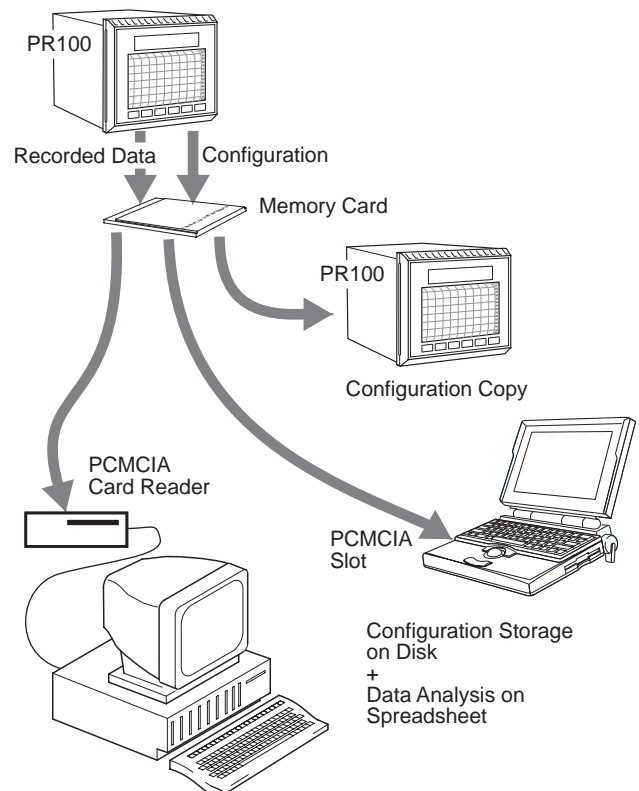 PR100
Recorded Data
Configuration
Memory Card
PR100
Configuration Copy
PCMCIA
Card Reader
PCMCIA
Slot
Configuration Storage
on Disk
+
Data Analysis on
Spreadsheet